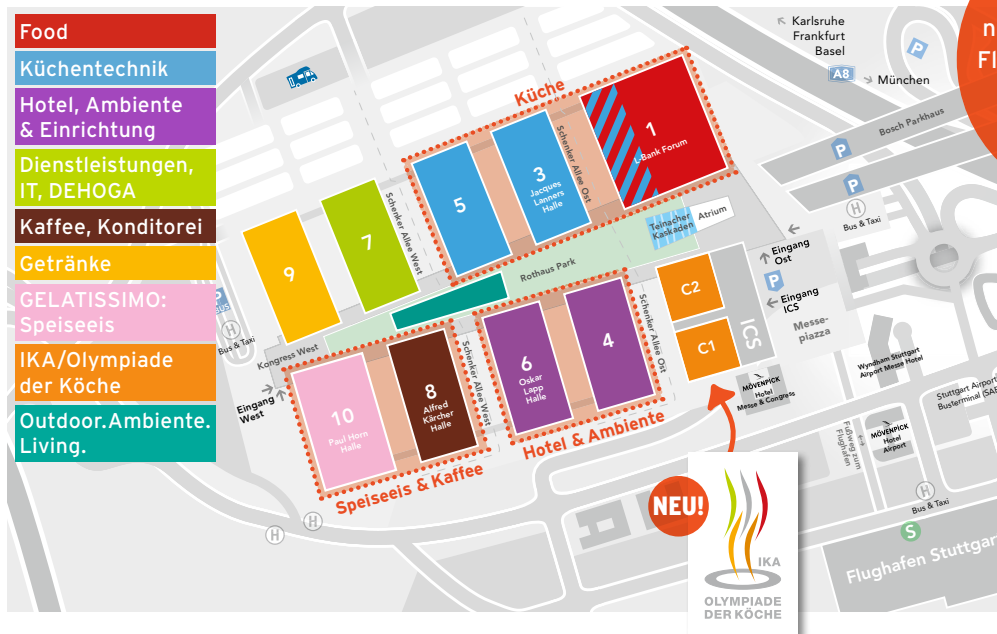 Food
Küchentechnik
Hotel, Ambiente
& Einrichtung
Dienstleistungen,
IT, DEHOGA
Kaffee, Konditorei
Getränke
GELATISSIMO:
Speiseeis
IKA/Olympiade
der Köche
Outdoor.Ambiente.
Living.
Karlsruhe
Frankfurt
Basel
A8
München
P
Bosch Parkhaus
P
P
H
Bus & Taxi
Küche
1
L-Bank Forum
Schenker Allee Ost
3
Jacques
Lanners
Halle
5
Schenker Allee West
7
9
Teinacher
Kaskaden
Atrium
Rothaus Park
Eingang
Ost
P
Eingang
ICS
Messe-
piazza
C2
C1
ICS
P
H
Bus & Taxi
Kongress West
Eingang
West
10
Paul Horn
Halle
8
Alfred
Kärcher
Halle
Schenker Allee West
6
Oskar
Lapp
Halle
4
Schenker Allee Ost
Speiseeis & Kaffee
Hotel & Ambiente
MÖVENPICK
Hotel
Messe & Congress
Wyndham Stuttgart
Airport Messe Hotel
Stuttgart Airport
Busterminal
MÖVENPICK
Hotel
Airport
Fußweg zum
Flughafen
H
Bus & Taxi
S
Flughafen Stuttgart
H
H
NEU!
IKA
OLYMPIADE
DER KÖCHE